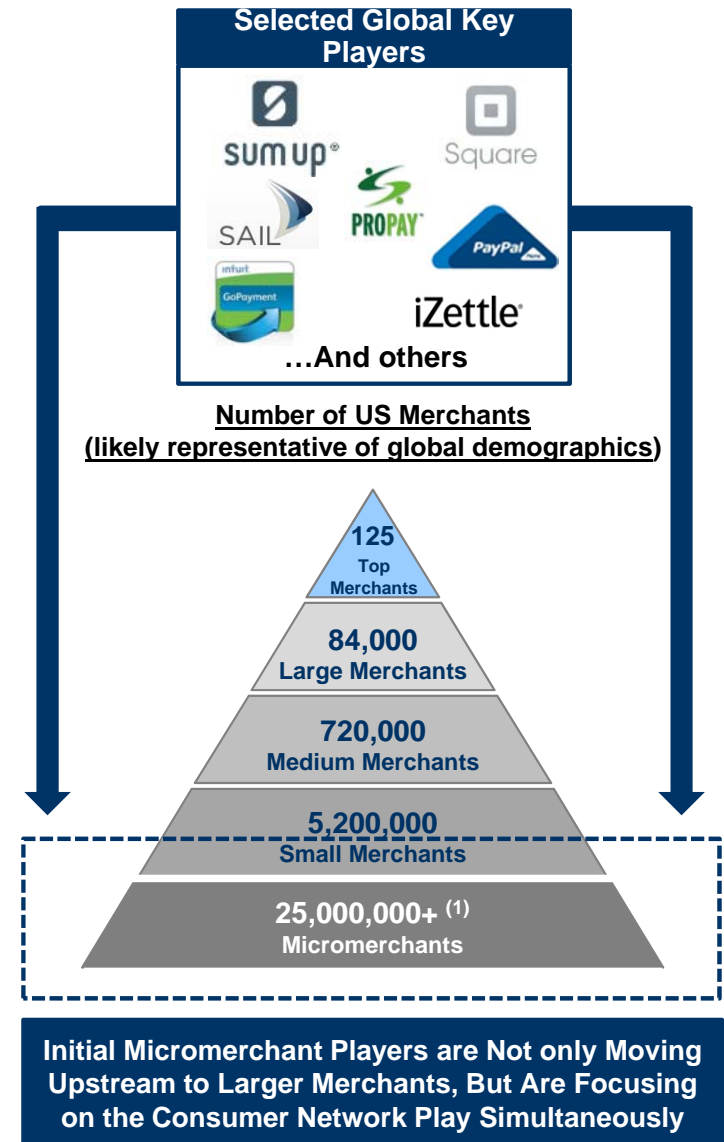 Selected Global Key
Players
sumup®
Square
SAIL
PROPAY™
PayPal
intuit
GoPayment
iZettle®
...And others
Number of US Merchants
(likely representative of global demographics)
125
Top
Merchants
84,000
Large Merchants
720,000
Medium Merchants
5,200,000
Small Merchants
25,000,000+ (1)
Micromerchants
Initial Micromerchant Players are Not only Moving
Upstream to Larger Merchants, But Are Focusing
on the Consumer Network Play Simultaneously